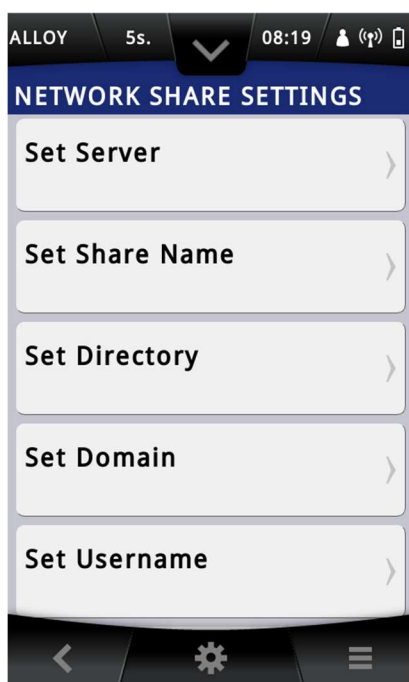 ALLOY 5s. 08:19
NETWORK SHARE SETTINGS
Set Server
Set Share Name
Set Directory
Set Domain
Set Username